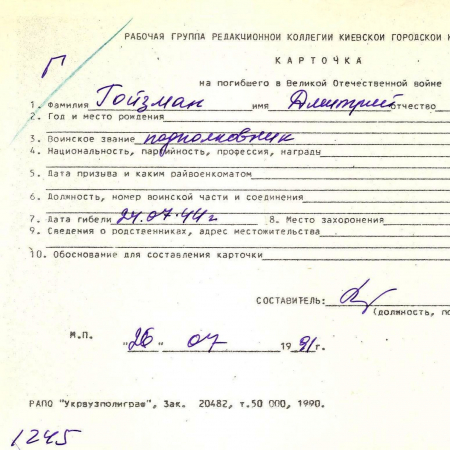 РАБОЧАЯ ГРУППА РЕДАКЦИОННОЙ КОЛЛЕГИИ КИЕВСКОЙ ГОРОДСКОЙ К
Г
КАРТОЧКА
на погибшего в Великой Отечественной войне
1. Фамилия Гойзман имя Дмитрий отчество
2. Год и место рождения
3. Воинское звание подполковник
4. Национальность, партийность, профессия, награды
5. Дата призыва и каким райвоенкоматом
6. Должность, номер воинской части и соединения
7. Дата гибели 24.07.44г 8. Место захоронения
9. Сведения о родственниках, адрес местожительства
10. Обоснование для составления карточки
СОСТАВИТЕЛЬ:
(должность, по
М.П. "26" 07 1991г.
РАПО "Укрвузполиграф", Зак. 20482, т.50 000, 1990.
1245